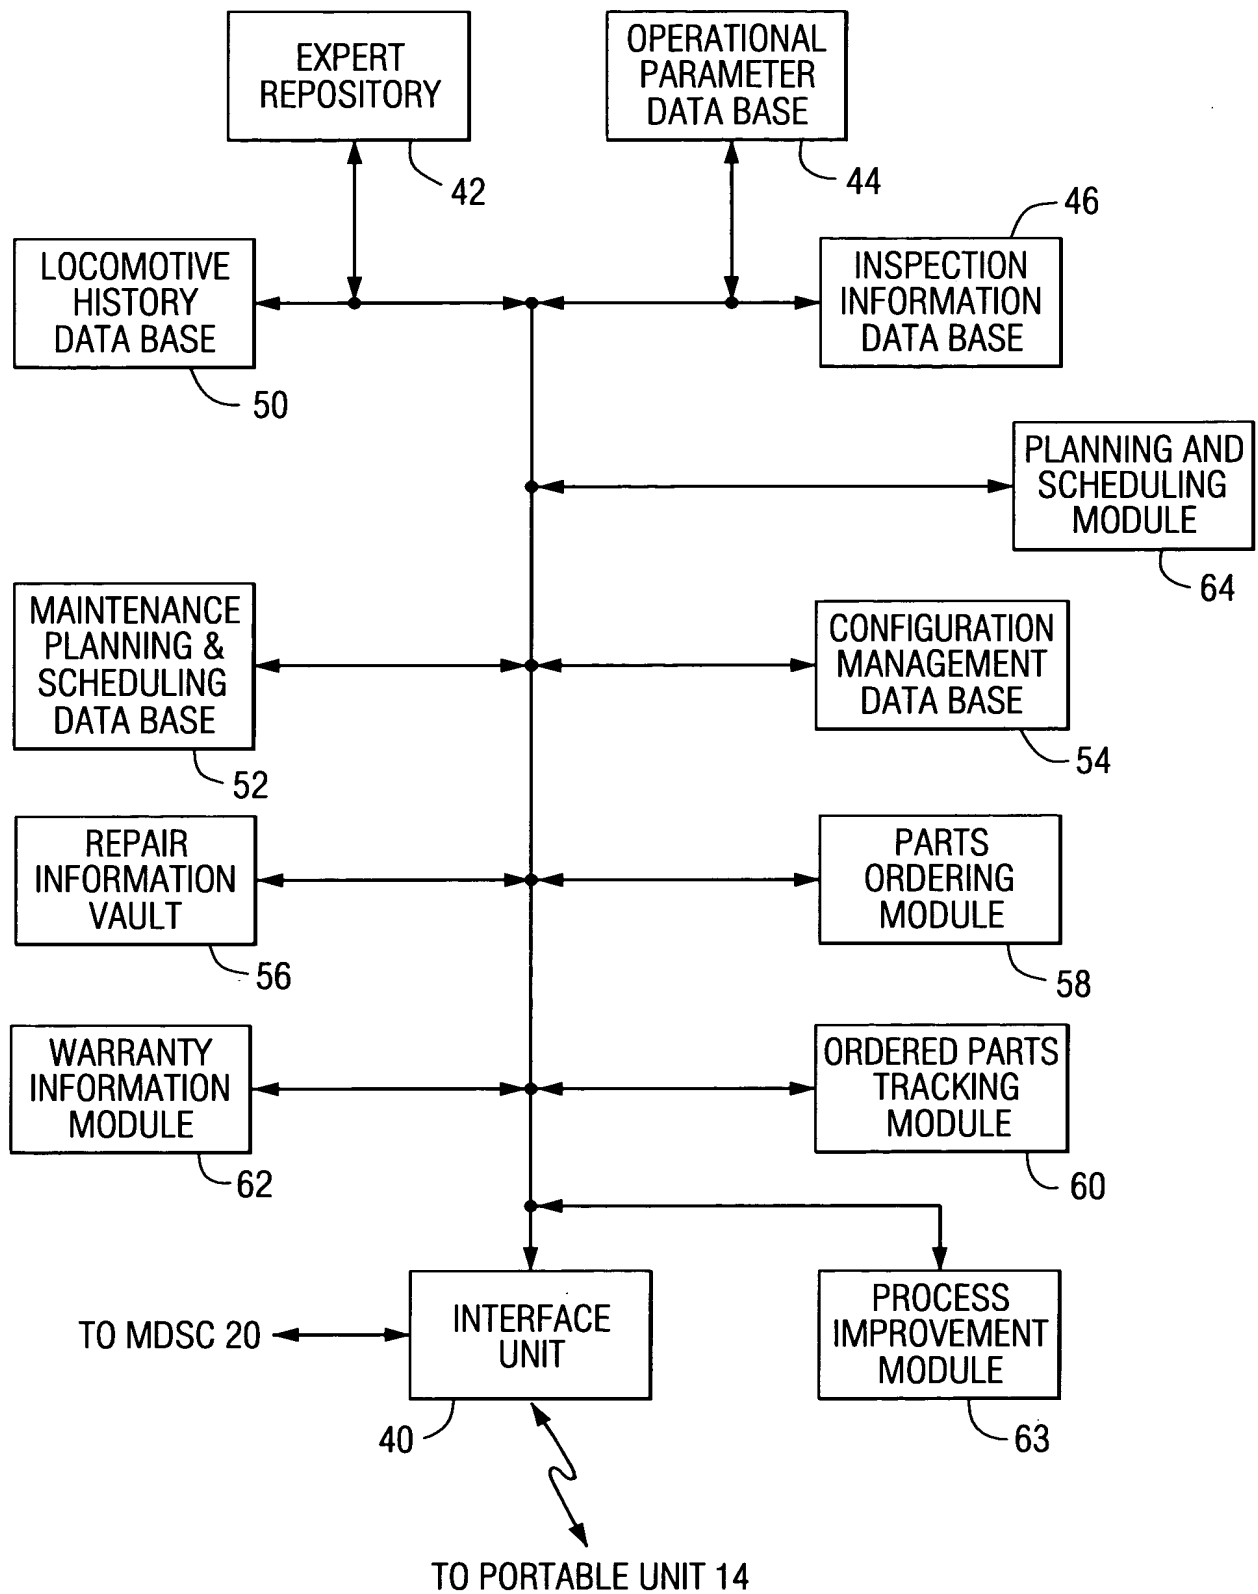 EXPERT
REPOSITORY
42
OPERATIONAL
PARAMETER
DATA BASE
44
46
LOCOMOTIVE
HISTORY
DATA BASE
50
INSPECTION
INFORMATION
DATA BASE
PLANNING AND
SCHEDULING
MODULE
64
MAINTENANCE
PLANNING &
SCHEDULING
DATA BASE
52
CONFIGURATION
MANAGEMENT
DATA BASE
54
REPAIR
INFORMATION
VAULT
56
PARTS
ORDERING
MODULE
58
WARRANTY
INFORMATION
MODULE
62
ORDERED PARTS
TRACKING
MODULE
60
TO MDSC 20
INTERFACE
UNIT
40
PROCESS
IMPROVEMENT
MODULE
63
TO PORTABLE UNIT 14